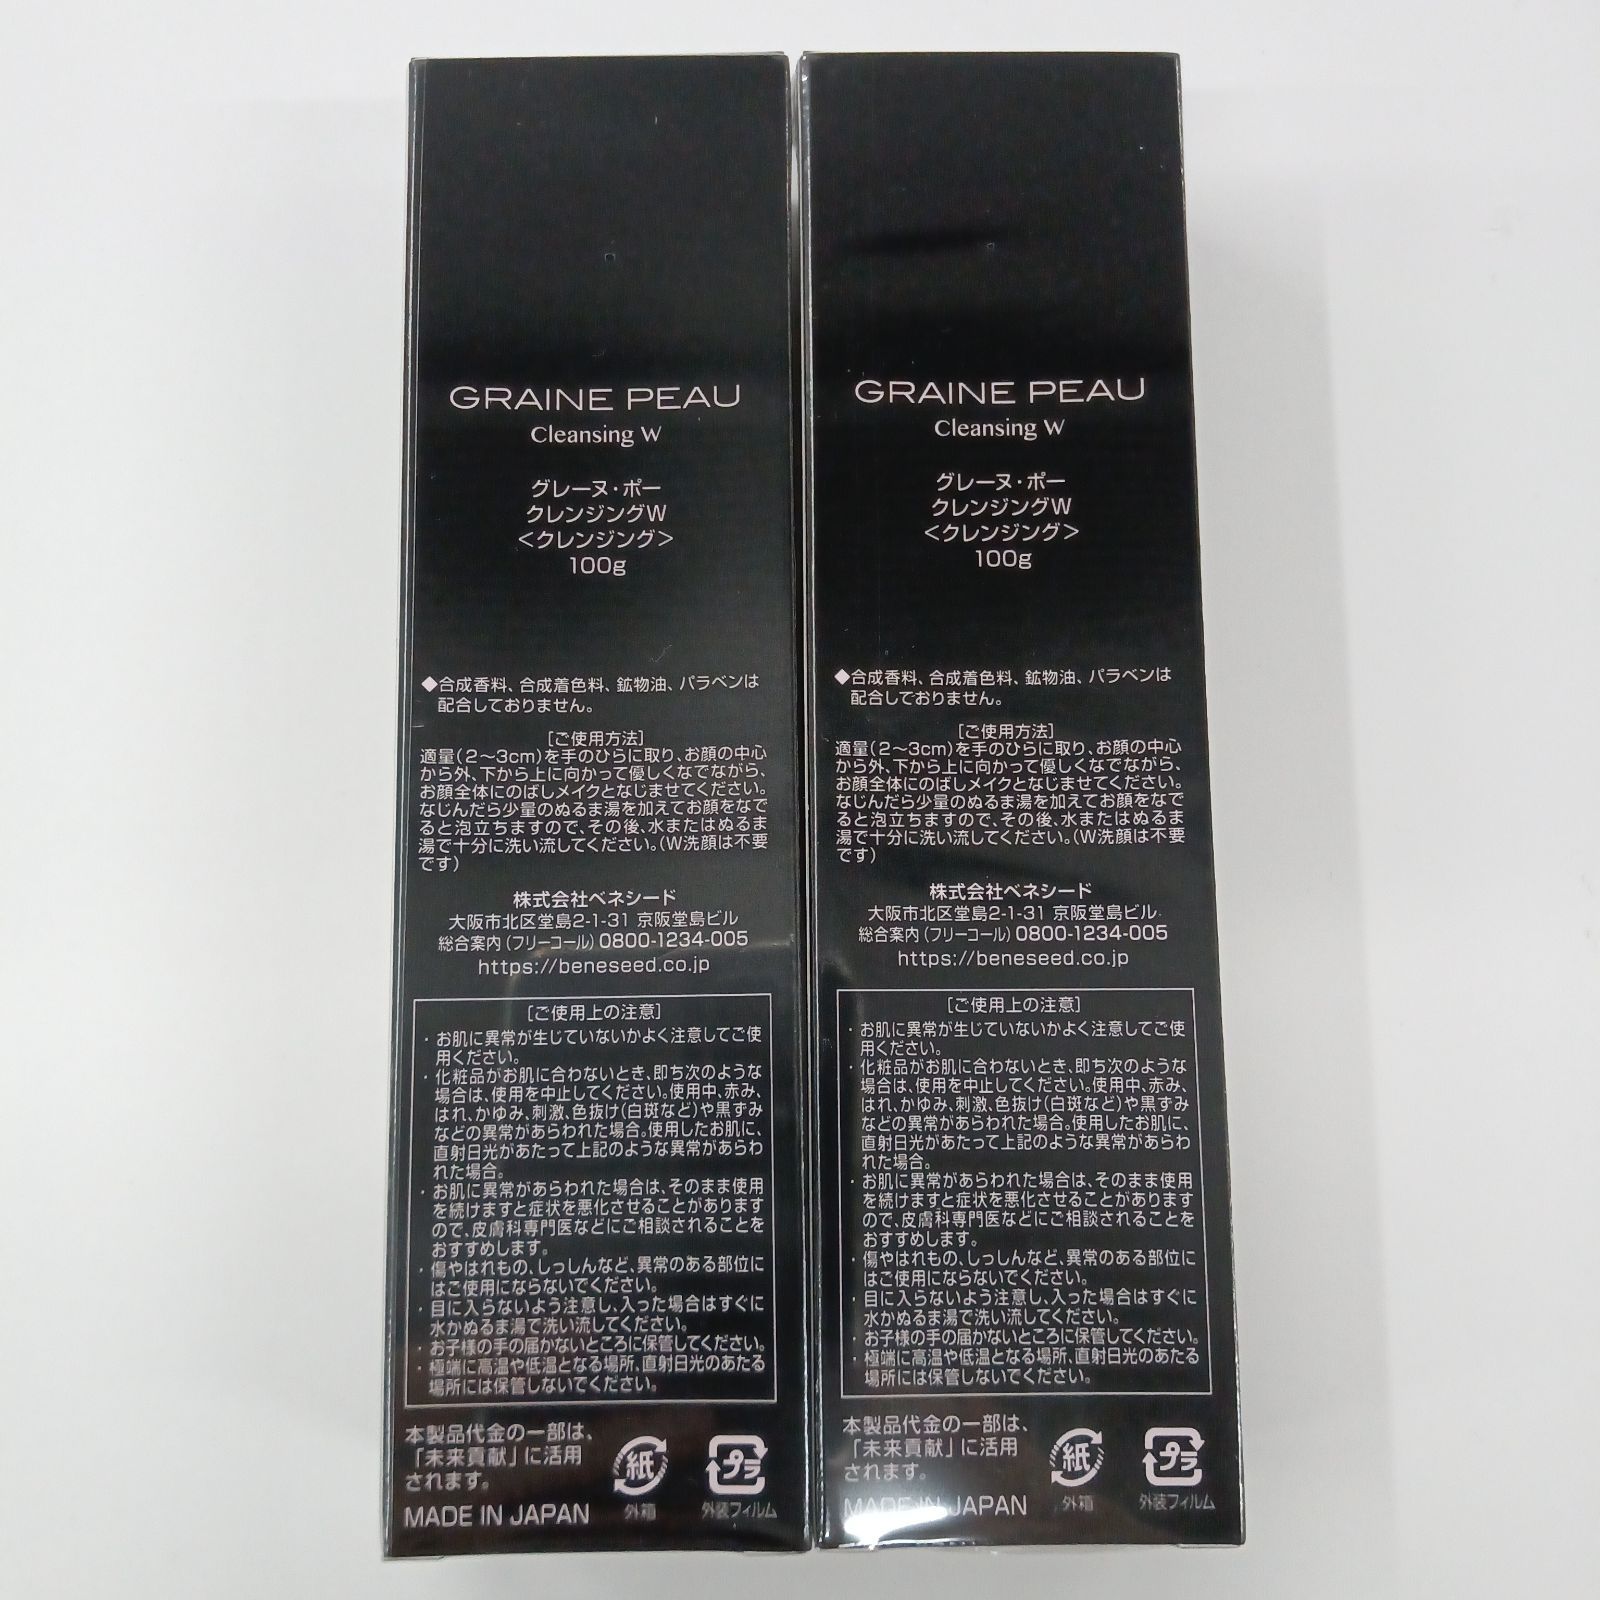 GRAINE PEAU
Cleansing W
グレーヌ・ポー
クレンジングW
<クレンジング>
100g
◆合成香料、合成着色料、鉱物油、パラベンは
配合しておりません。
[ご使用方法]
適量(2〜3cm)を手のひらに取り、お顔の中心
から外、下から上に向かって優しくなでながら、
お顔全体にのばしメイクとなじませてください。
なじんだら少量のぬるま湯を加えてお顔をなで
ると泡立ちますので、その後、水またはぬるま
湯で十分に洗い流してください。(W洗顔は不要
です)
株式会社ベネシード
大阪市北区堂島2-1-31 京阪堂島ビル
総合案内(フリーコール) 0800-1234-005
https://beneseed.co.jp
[ご使用上の注意]
・お肌に異常が生じていないかよく注意してご使
用ください。
・化粧品がお肌に合わないとき、即ち次のような
場合は、使用を中止してください。使用中、赤み、
はれ、かゆみ、刺激、色抜け(白斑など)や黒ずみ
などの異常があらわれた場合。使用したお肌に、
直射日光があたって上記のような異常があらわ
れた場合。
・お肌に異常があらわれた場合は、そのまま使用
を続けますと症状を悪化させることがあります
ので、皮膚科専門医などにご相談されることを
おすすめします。
・傷やはれもの、しっしんなど、異常のある部位に
はご使用にならないでください。
・目に入らないよう注意し、入った場合はすぐに
水かぬるま湯で洗い流してください。
・お子様の手の届かないところに保管してください。
・極端に高温や低温となる場所、直射日光のあたる
場所には保管しないでください。
本製品代金の一部は、
「未来貢献」に活用
されます。
MADE IN JAPAN
紙
外箱
プラ
外装フィルム
GRAINE PEAU
Cleansing W
グレーヌ・ポー
クレンジングW
<クレンジング>
100g
◆合成香料、合成着色料、鉱物油、パラベンは
配合しておりません。
[ご使用方法]
適量(2〜3cm)を手のひらに取り、お顔の中心
から外、下から上に向かって優しくなでながら、
お顔全体にのばしメイクとなじませてください。
なじんだら少量のぬるま湯を加えてお顔をなで
ると泡立ちますので、その後、水またはぬるま
湯で十分に洗い流してください。(W洗顔は不要
です)
株式会社ベネシード
大阪市北区堂島2-1-31 京阪堂島ビル
総合案内(フリーコール) 0800-1234-005
https://beneseed.co.jp
[ご使用上の注意]
・お肌に異常が生じていないかよく注意してご使
用ください。
・化粧品がお肌に合わないとき、即ち次のような
場合は、使用を中止してください。使用中、赤み、
はれ、かゆみ、刺激、色抜け(白斑など)や黒ずみ
などの異常があらわれた場合。使用したお肌に、
直射日光があたって上記のような異常があらわ
れた場合。
・お肌に異常があらわれた場合は、そのまま使用
を続けますと症状を悪化させることがあります
ので、皮膚科専門医などにご相談されることを
おすすめします。
・傷やはれもの、しっしんなど、異常のある部位に
はご使用にならないでください。
・目に入らないよう注意し、入った場合はすぐに
水かぬるま湯で洗い流してください。
・お子様の手の届かないところに保管してください。
・極端に高温や低温となる場所、直射日光のあたる
場所には保管しないでください。
本製品代金の一部は、
「未来貢献」に活用
されます。
MADE IN JAPAN
紙
外箱
プラ
外装フィルム